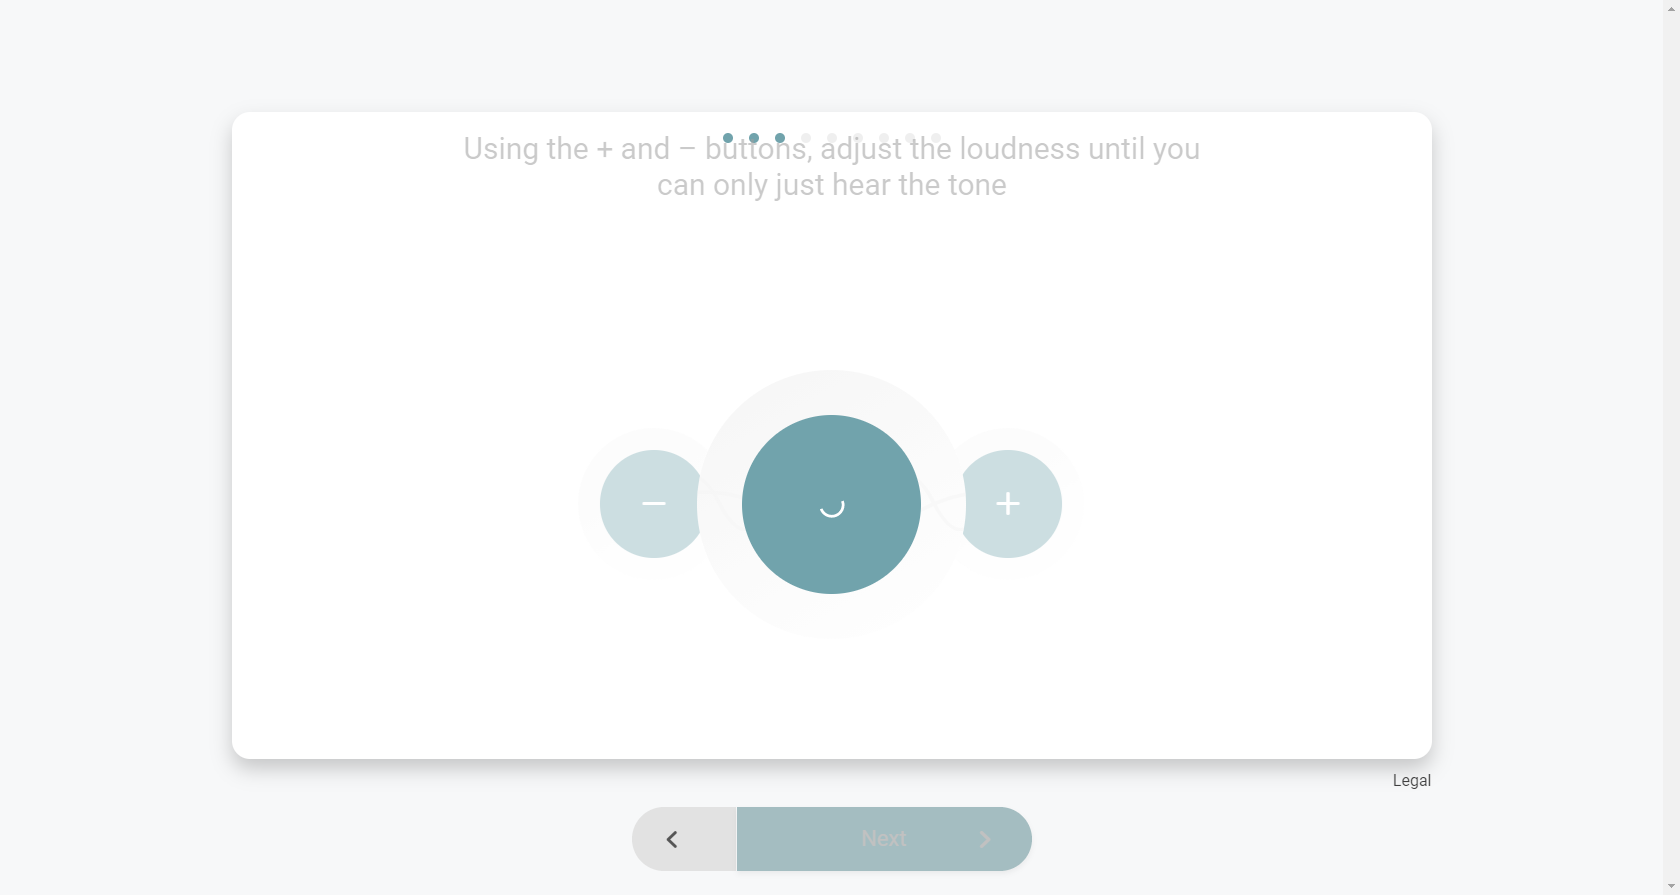 Using the + and – buttons, adjust the loudness until you
can only just hear the tone
Legal
Next